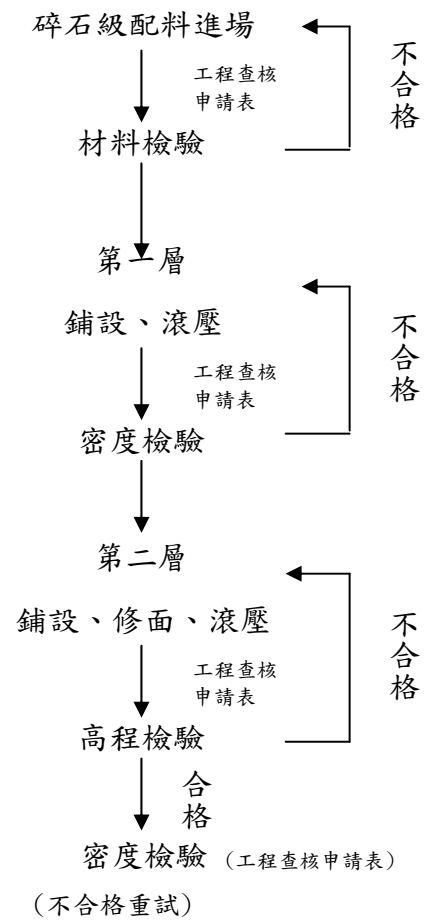 碎石級配料進場
工程查核
申請表
不合格
材料檢驗
第一層
鋪設、滾壓
工程查核
申請表
不合格
密度檢驗
第二層
鋪設、修面、滾壓
工程查核
申請表
不合格
高程檢驗
合格
密度檢驗 (工程查核申請表)
(不合格重試)